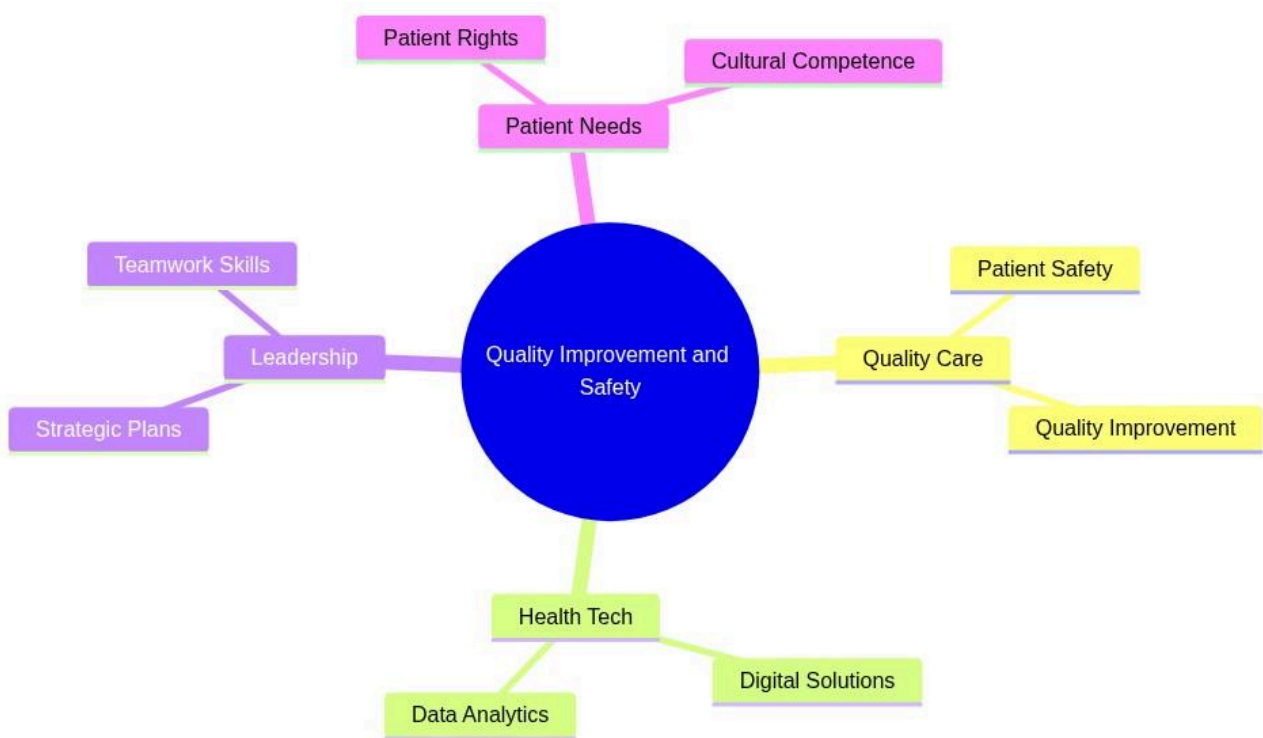 Patient Rights
Cultural Competence
Patient Needs
Teamwork Skills
Leadership
Strategic Plans
Quality Improvement and
Safety
Patient Safety
Quality Care
Quality Improvement
Health Tech
Digital Solutions
Data Analytics